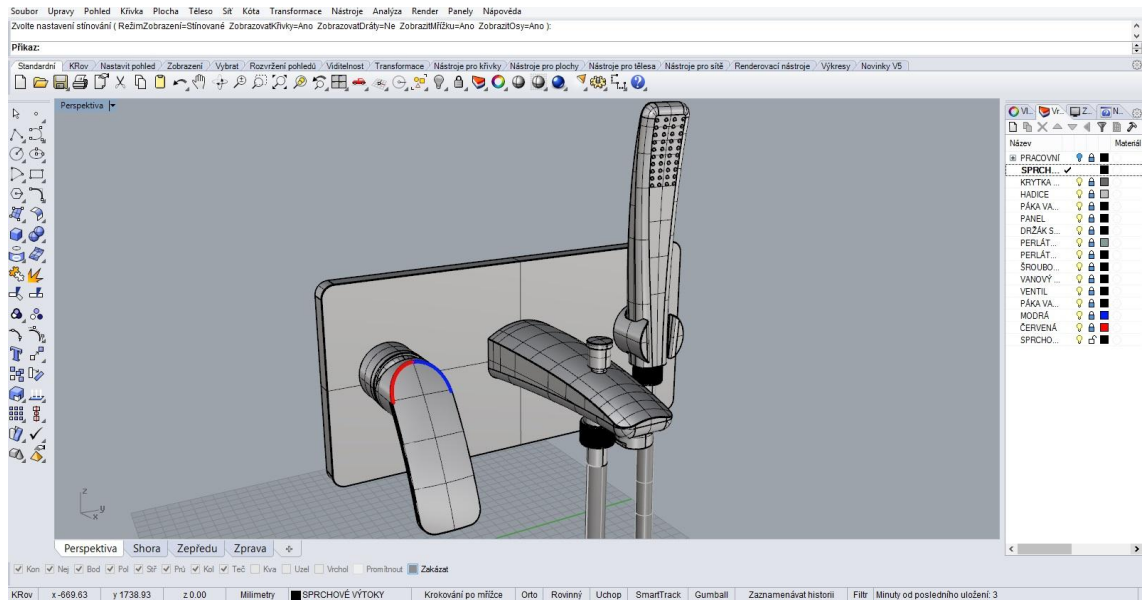 Soubor Úpravy Pohled Křivka Plocha Těleso Síť Kóta Transformace Nástroje Analýza Render Panely Nápověda
Zvolte nastavení stínování ( RežimZobrazení=Stínované ZobrazovatKřivky=Ano ZobrazovatDráty=Ne ZobrazitMřížku=Ano ZobrazitOsy=Ano ):
Příkaz:
Standardní KRov Nastavit pohled Zobrazení Vybrat Rozvržení pohledů Viditelnost Transformace Nástroje pro křivky Nástroje pro plochy Nástroje pro tělesa Nástroje pro sítě Renderovací nástroje Výkresy Novinky V5
Perspektiva
Vl... Vr... Z... N...
Název Materiál
PRACOVNÍ
SPRCH...
KRYTKA ...
HADICE
PÁKA VA...
PANEL
DRŽÁK S...
PERLÁT...
PERLÁT...
ŠROUBO...
VANOVÝ ...
VENTIL
PÁKA VA...
MODRÁ
ČERVENÁ
SPRCHO...
z
y
x
Perspektiva Shora Zepředu Zprava
Kon Nej Bod Pol Stř Prů Kol Teč Kva Uzel Vrchol Promítnout Zakázat
KRov x -669.63 y 1738.93 z 0.00 Milimetry SPRCHOVÉ VÝTOKY Krokování po mřížce Orto Rovinný Uchop SmartTrack Gumball Zaznamenávat historii Filtr Minuty od posledního uložení: 3